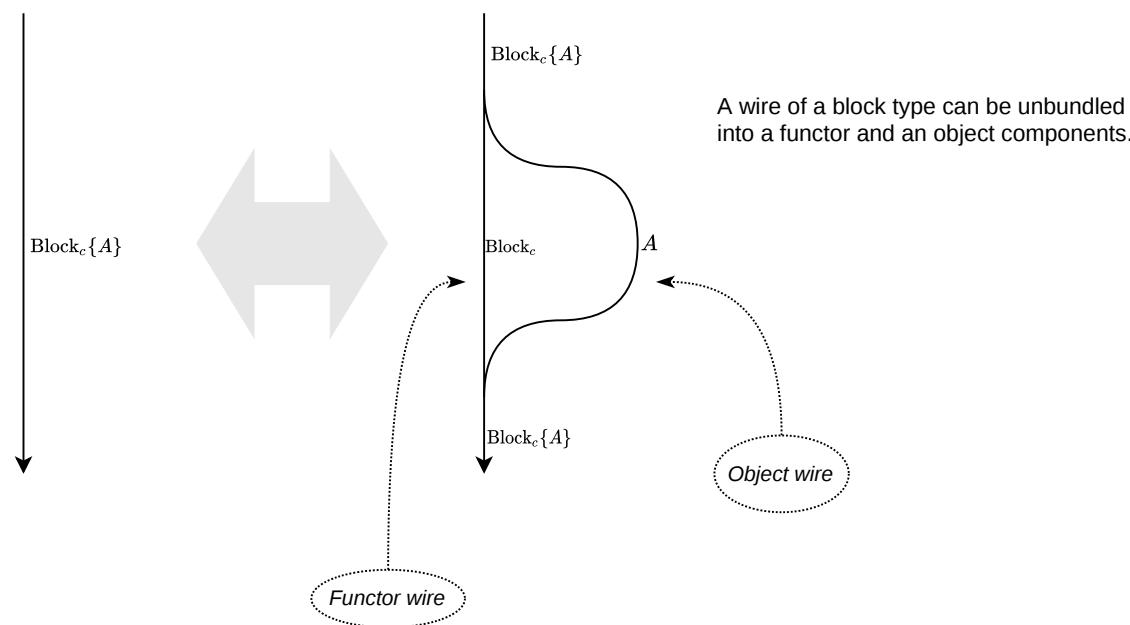 Block_c{A}
Block_c{A}
A wire of a block type can be unbundled
into a functor and an object components.
Block_c
A
Block_c{A}
Object wire
Functor wire